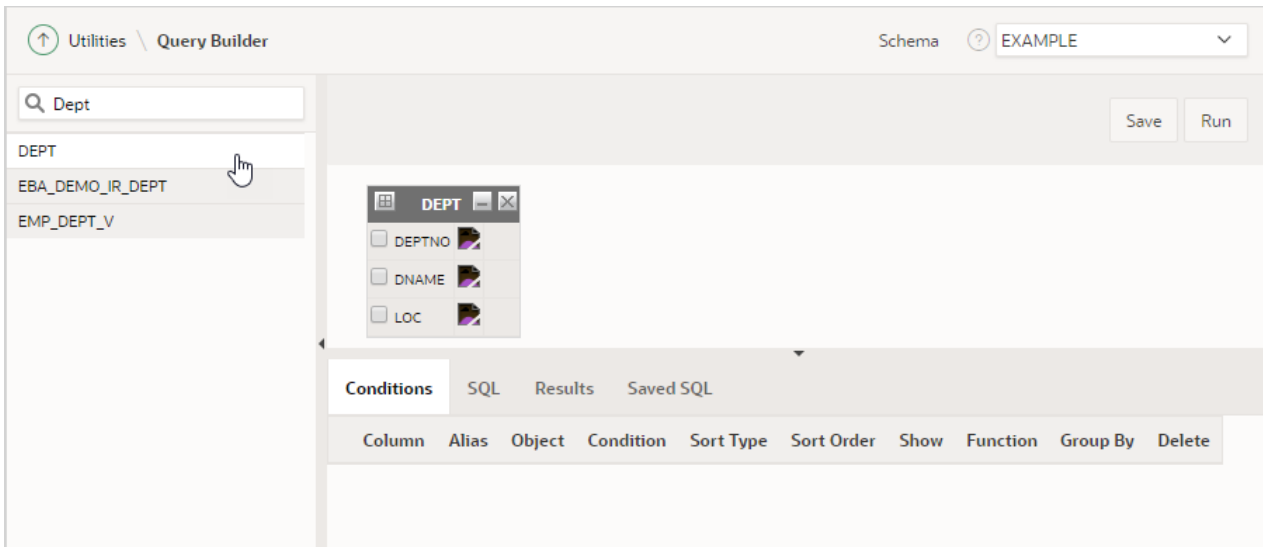 Utilities \ Query Builder
Schema ? EXAMPLE
Dept
Save Run
DEPT
EBA_DEMO_IR_DEPT
EMP_DEPT_V
DEPT
DEPTNO
DNAME
LOC
Conditions SQL Results Saved SQL
Column Alias Object Condition Sort Type Sort Order Show Function Group By Delete